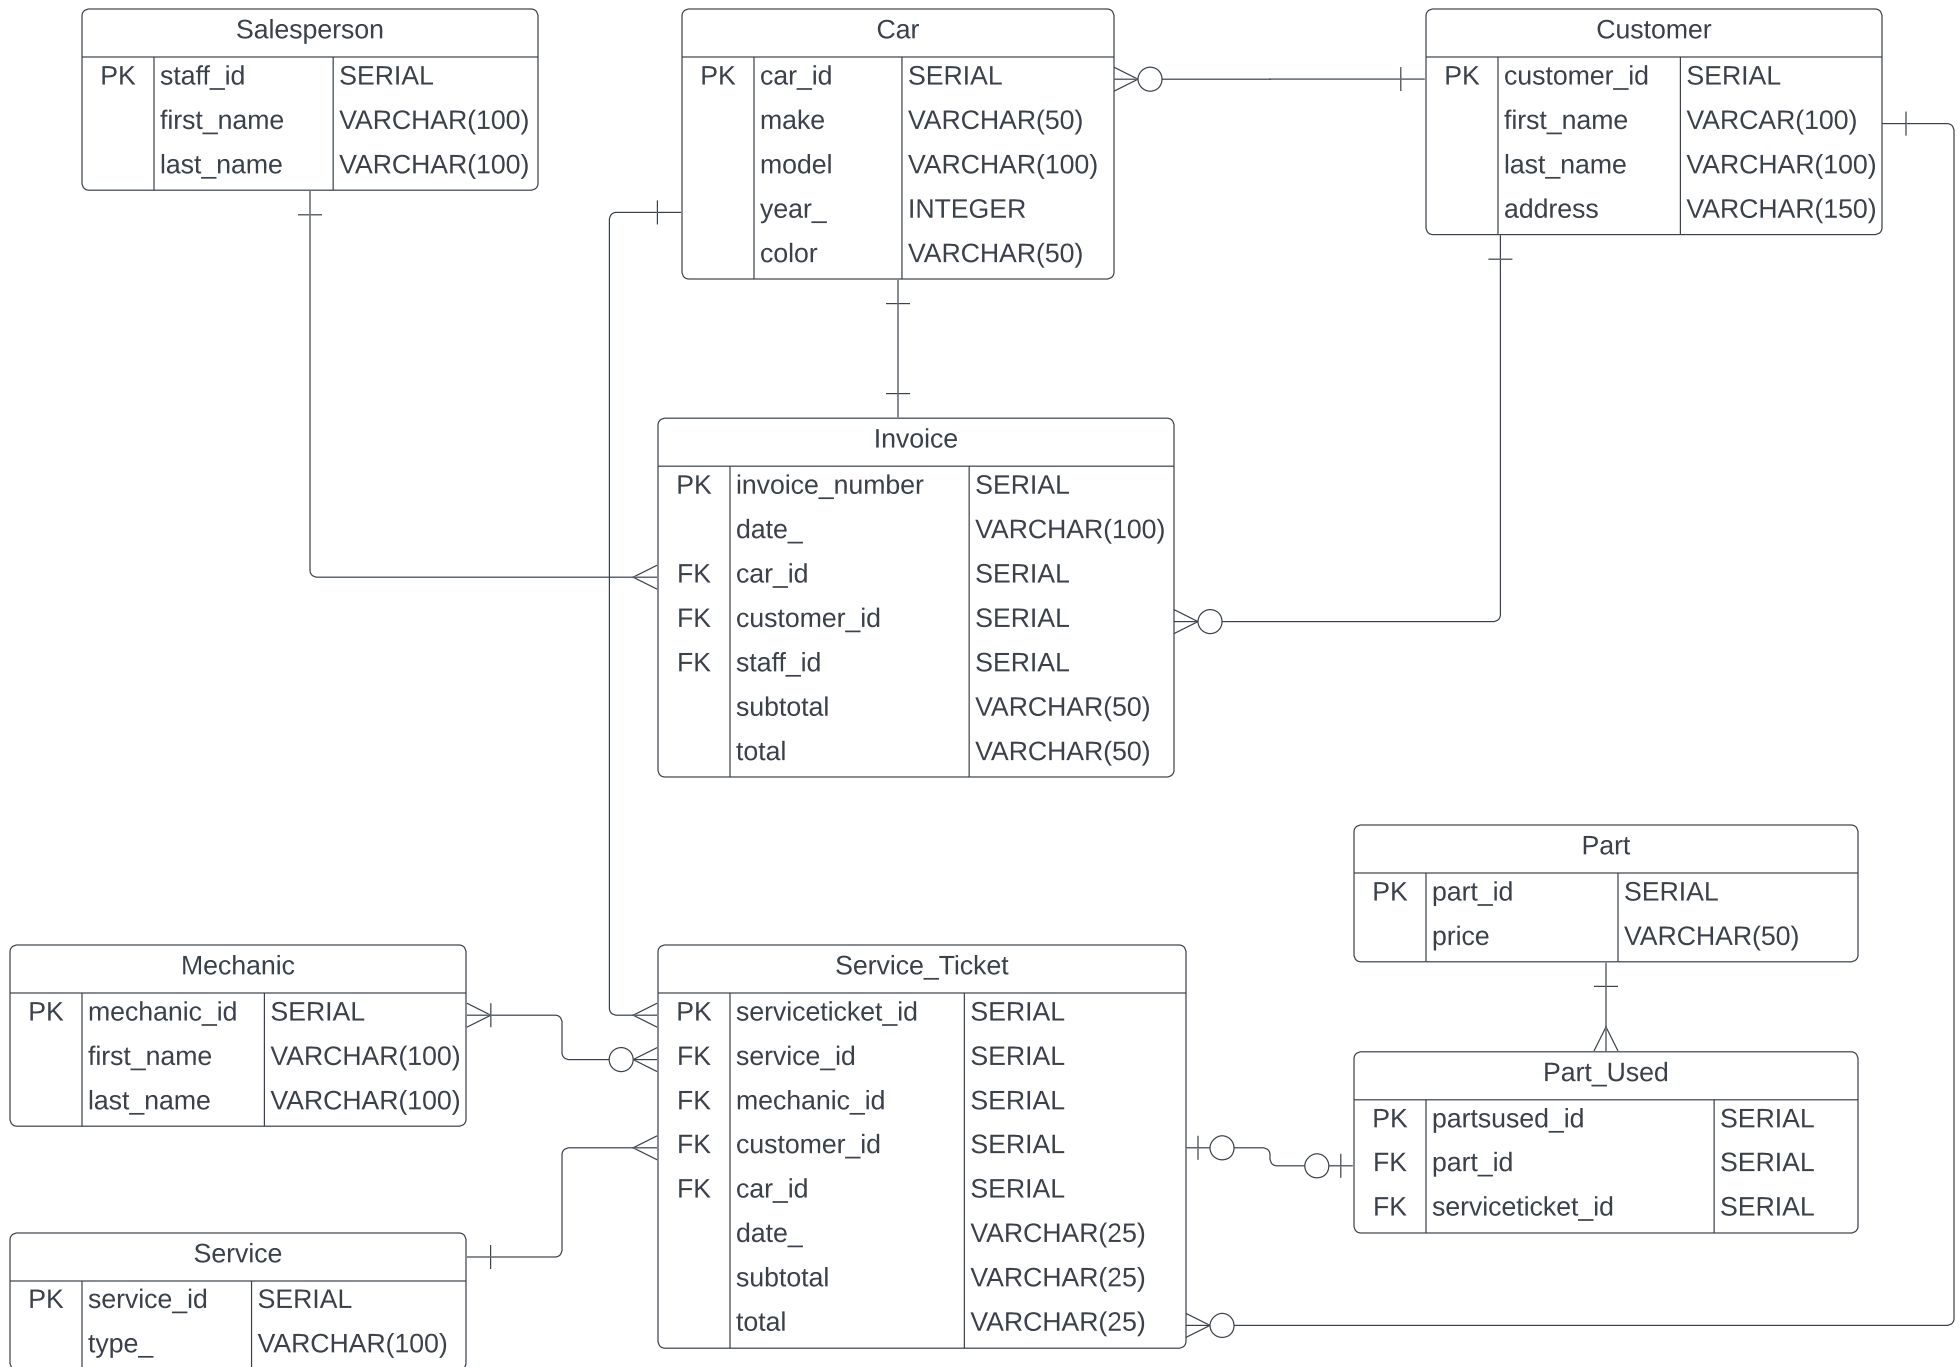 Salesperson
PK staff_id SERIAL
first_name VARCHAR(100)
last_name VARCHAR(100)
Car
PK car_id SERIAL
make VARCHAR(50)
model VARCHAR(100)
year_ INTEGER
color VARCHAR(50)
Customer
PK customer_id SERIAL
first_name VARCAR(100)
last_name VARCHAR(100)
address VARCHAR(150)
Invoice
PK invoice_number SERIAL
date_ VARCHAR(100)
FK car_id SERIAL
FK customer_id SERIAL
FK staff_id SERIAL
subtotal VARCHAR(50)
total VARCHAR(50)
Part
PK part_id SERIAL
price VARCHAR(50)
Mechanic
PK mechanic_id SERIAL
first_name VARCHAR(100)
last_name VARCHAR(100)
Service_Ticket
PK serviceticket_id SERIAL
FK service_id SERIAL
FK mechanic_id SERIAL
FK customer_id SERIAL
FK car_id SERIAL
date_ VARCHAR(25)
subtotal VARCHAR(25)
total VARCHAR(25)
Part_Used
PK partsused_id SERIAL
FK part_id SERIAL
FK serviceticket_id SERIAL
Service
PK service_id SERIAL
type_ VARCHAR(100)